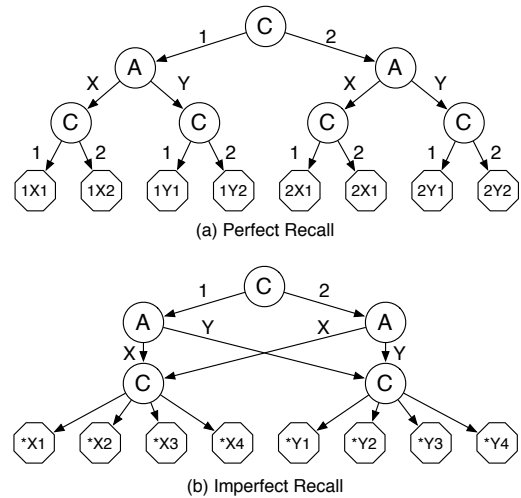 C
1 2
A A
X Y X Y
C C C C
1 2 1 2 1 2 1 2
1X1 1X2 1Y1 1Y2 2X1 2X1 2Y1 2Y2
(a) Perfect Recall
C
1 2
A A
Y X
X Y
C C
*X1 *X2 *X3 *X4 *Y1 *Y2 *Y3 *Y4
(b) Imperfect Recall